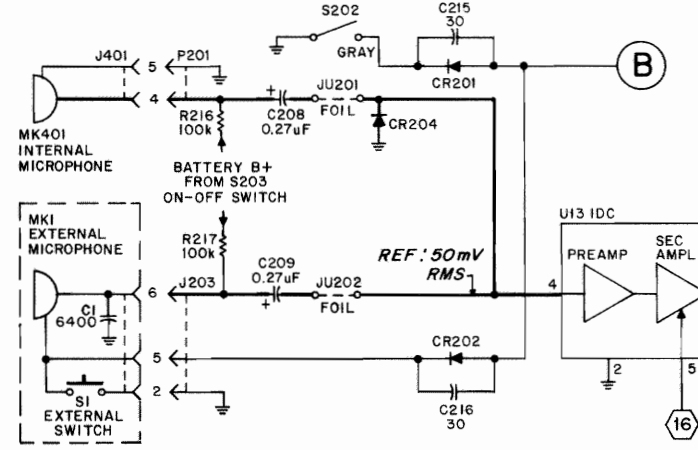 S202
C215
30
GRAY
CR201
B
J401
5
P201
4
MK401
INTERNAL
MICROPHONE
R216
100k
+
C208
0.27uF
JU201
FOIL
CR204
BATTERY B+
FROM S203
ON-OFF SWITCH
MK1
EXTERNAL
MICROPHONE
R217
100k
C1
6400
6
J203
C209
0.27uF
+
JU202
FOIL
REF: 50mV
RMS
4
U13 IDC
PREAMP
SEC
AMPL
2
5
16
5
CR202
C216
30
2
S1
EXTERNAL
SWITCH